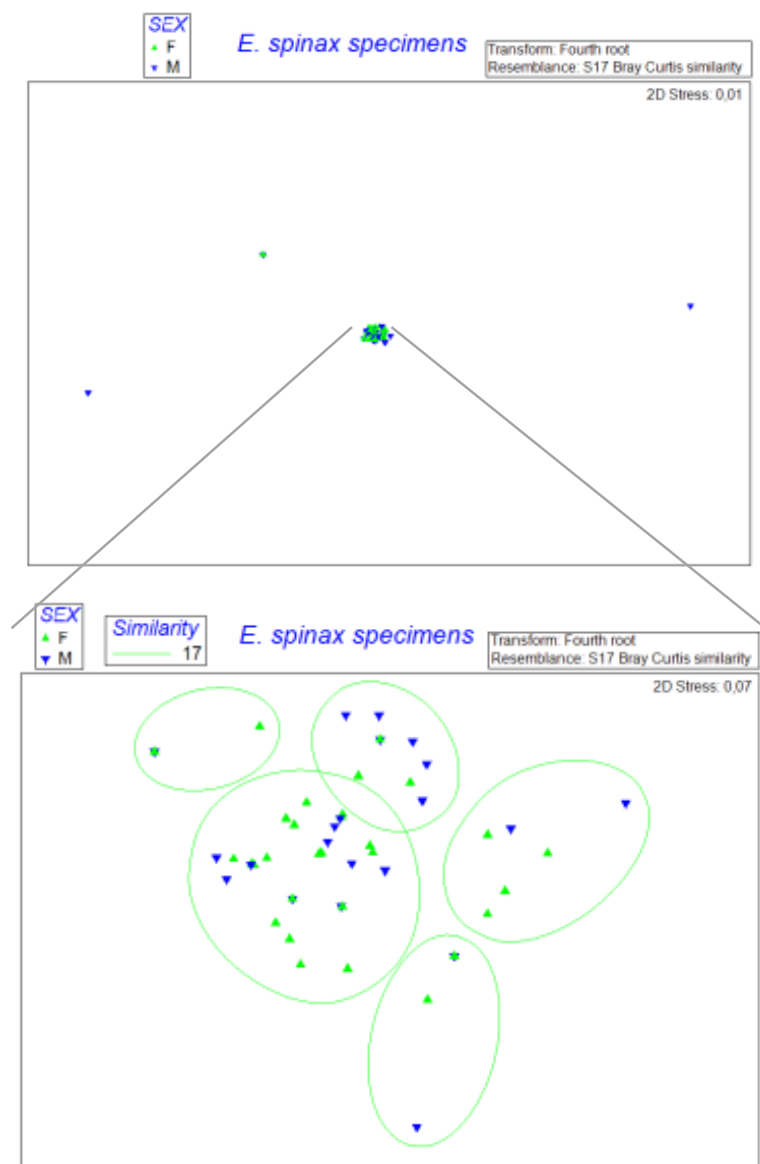 SEX
F
M
E. spinax specimens
Transform: Fourth root
Resemblance: S17 Bray Curtis similarity
2D Stress: 0,01
SEX
F
M
Similarity
17
E. spinax specimens
Transform: Fourth root
Resemblance: S17 Bray Curtis similarity
2D Stress: 0,07